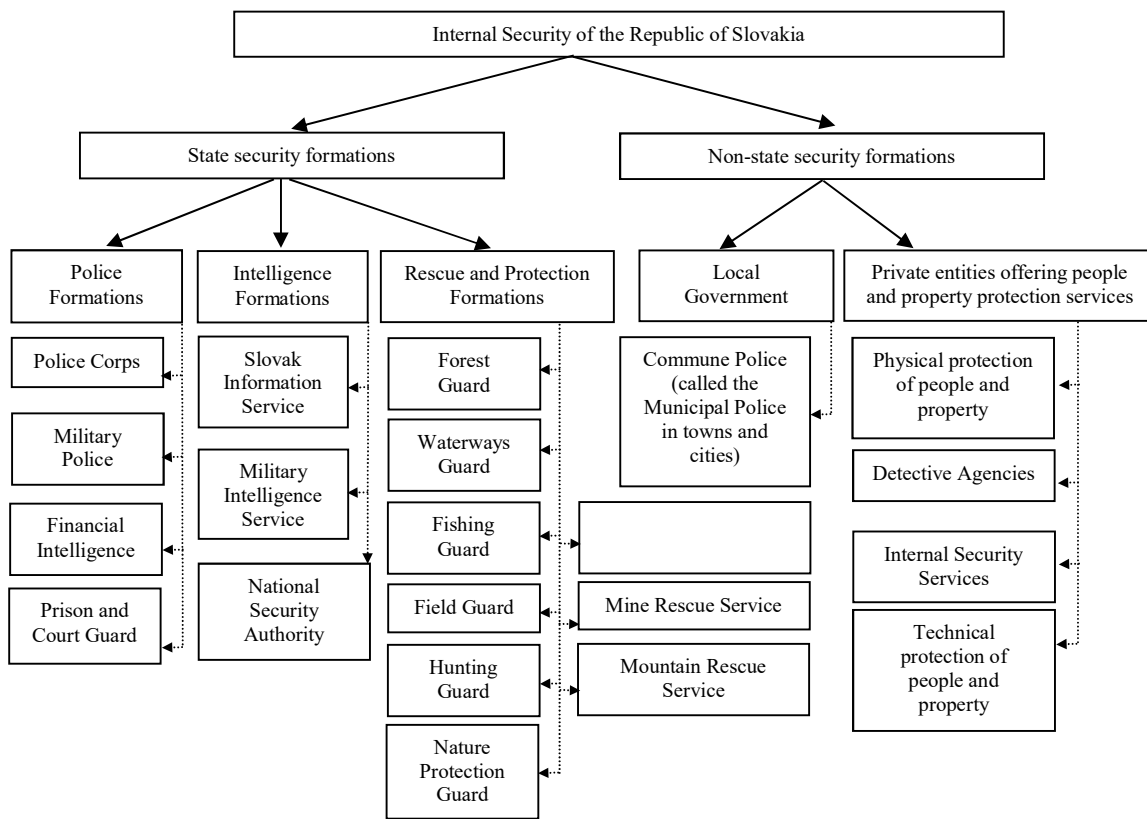 Internal Security of the Republic of Slovakia
State security formations
Non-state security formations
Police
Formations
Intelligence
Formations
Rescue and Protection
Formations
Local
Government
Private entities offering people
and property protection services
Police Corps
Military
Police
Financial
Intelligence
Prison and
Court Guard
Slovak
Information
Service
Military
Intelligence
Service
National
Security
Authority
Forest
Guard
Waterways
Guard
Fishing
Guard
Field Guard
Hunting
Guard
Nature
Protection
Guard
Mine Rescue Service
Mountain Rescue
Service
Commune Police
(called the
Municipal Police
in towns and
cities)
Physical protection
of people and
property
Detective Agencies
Internal Security
Services
Technical
protection of
people and
property